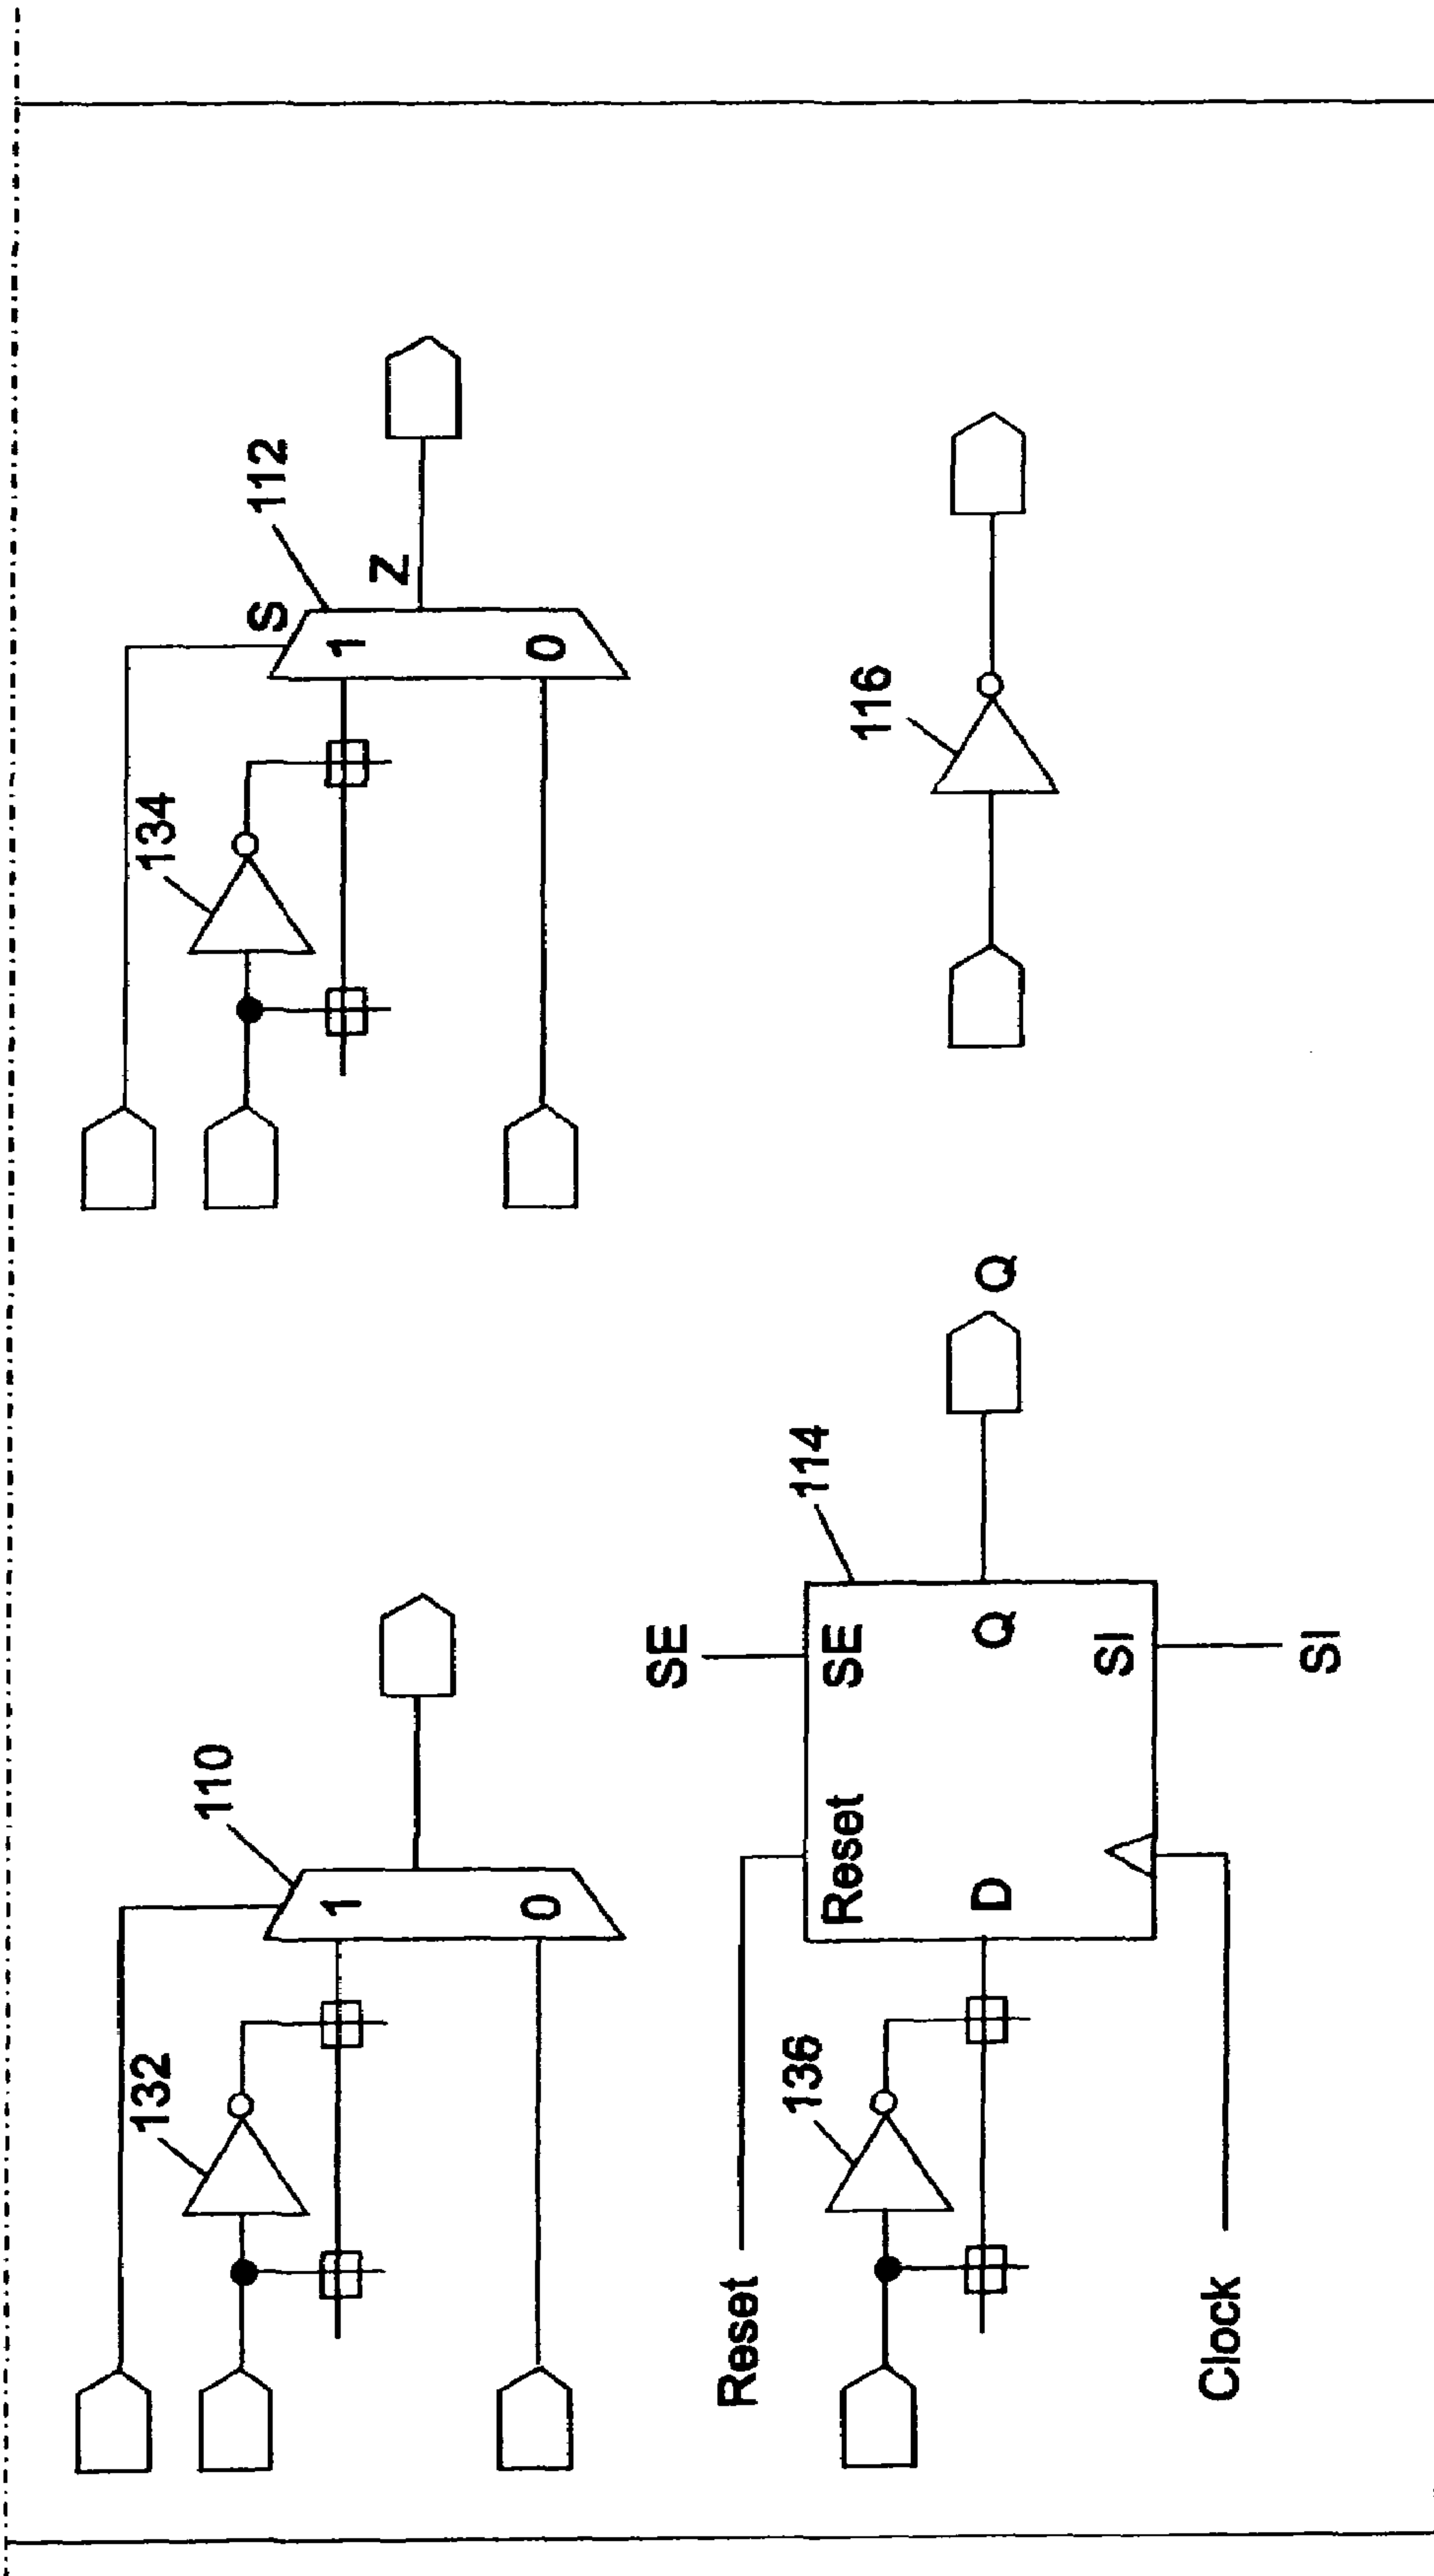 132
110
1
0
134
S
112
1
Z
0
Reset
SE
136
Reset
SE
114
D
Q
Q
SI
Clock
SI
116